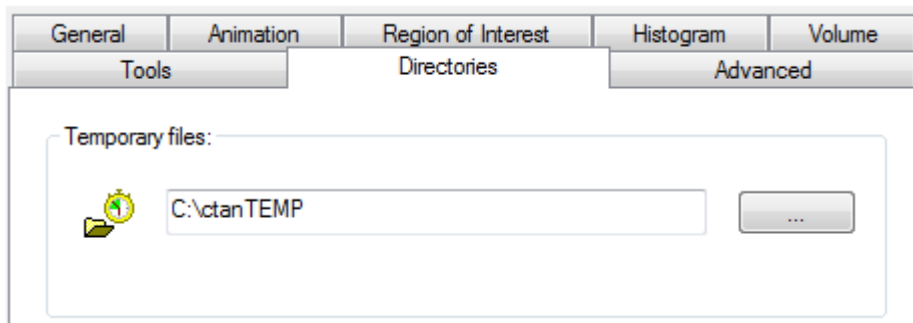 General Animation Region of Interest Histogram Volume
Tools Directories Advanced
Temporary files:
C:\ctanTEMP ...